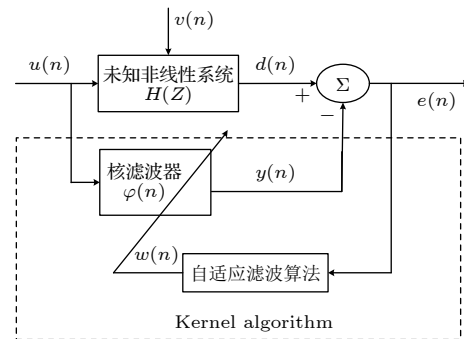 v(n)
u(n)
未知非线性系统
H(Z)
d(n)
Σ
+
−
e(n)
核滤波器
φ(n)
y(n)
w(n)
自适应滤波算法
Kernel algorithm